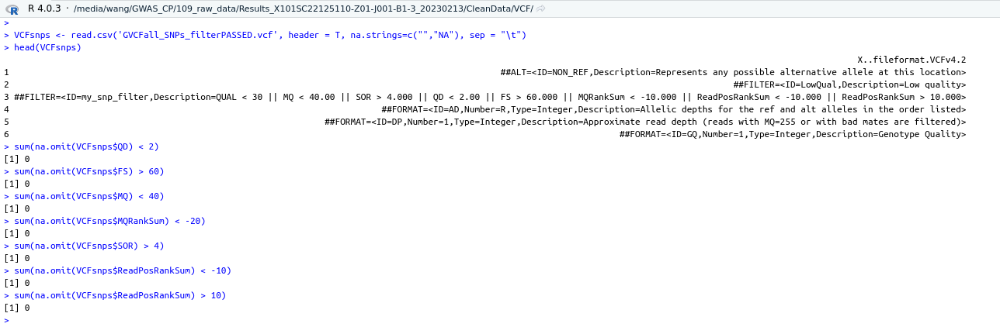 R 4.0.3 · /media/wang/GWAS_CP/109_raw_data/Results_X101SC22125110-Z01-J001-B1-3_20230213/CleanData/VCF/
>
> VCFsnps <- read.csv('GVCFall_SNPs_filterPASSED.vcf', header = T, na.strings=c("","NA"), sep = "\t")
> head(VCFsnps)
X..fileformat.VCFv4.2
1 ##ALT=<ID=NON_REF,Description=Represents any possible alternative allele at this location>
2 ##FILTER=<ID=LowQual,Description=Low quality>
3 ##FILTER=<ID=my_snp_filter,Description=QUAL < 30 || MQ < 40.00 || SOR > 4.000 || QD < 2.00 || FS > 60.000 || MQRankSum < -10.000 || ReadPosRankSum < -10.000 || ReadPosRankSum > 10.000>
4 ##FORMAT=<ID=AD,Number=R,Type=Integer,Description=Allelic depths for the ref and alt alleles in the order listed>
5 ##FORMAT=<ID=DP,Number=1,Type=Integer,Description=Approximate read depth (reads with MQ=255 or with bad mates are filtered)>
6 ##FORMAT=<ID=GQ,Number=1,Type=Integer,Description=Genotype Quality>
> sum(na.omit(VCFsnps$QD) < 2)
[1] 0
> sum(na.omit(VCFsnps$FS) > 60)
[1] 0
> sum(na.omit(VCFsnps$MQ) < 40)
[1] 0
> sum(na.omit(VCFsnps$MQRankSum) < -20)
[1] 0
> sum(na.omit(VCFsnps$SOR) > 4)
[1] 0
> sum(na.omit(VCFsnps$ReadPosRankSum) < -10)
[1] 0
> sum(na.omit(VCFsnps$ReadPosRankSum) > 10)
[1] 0
>